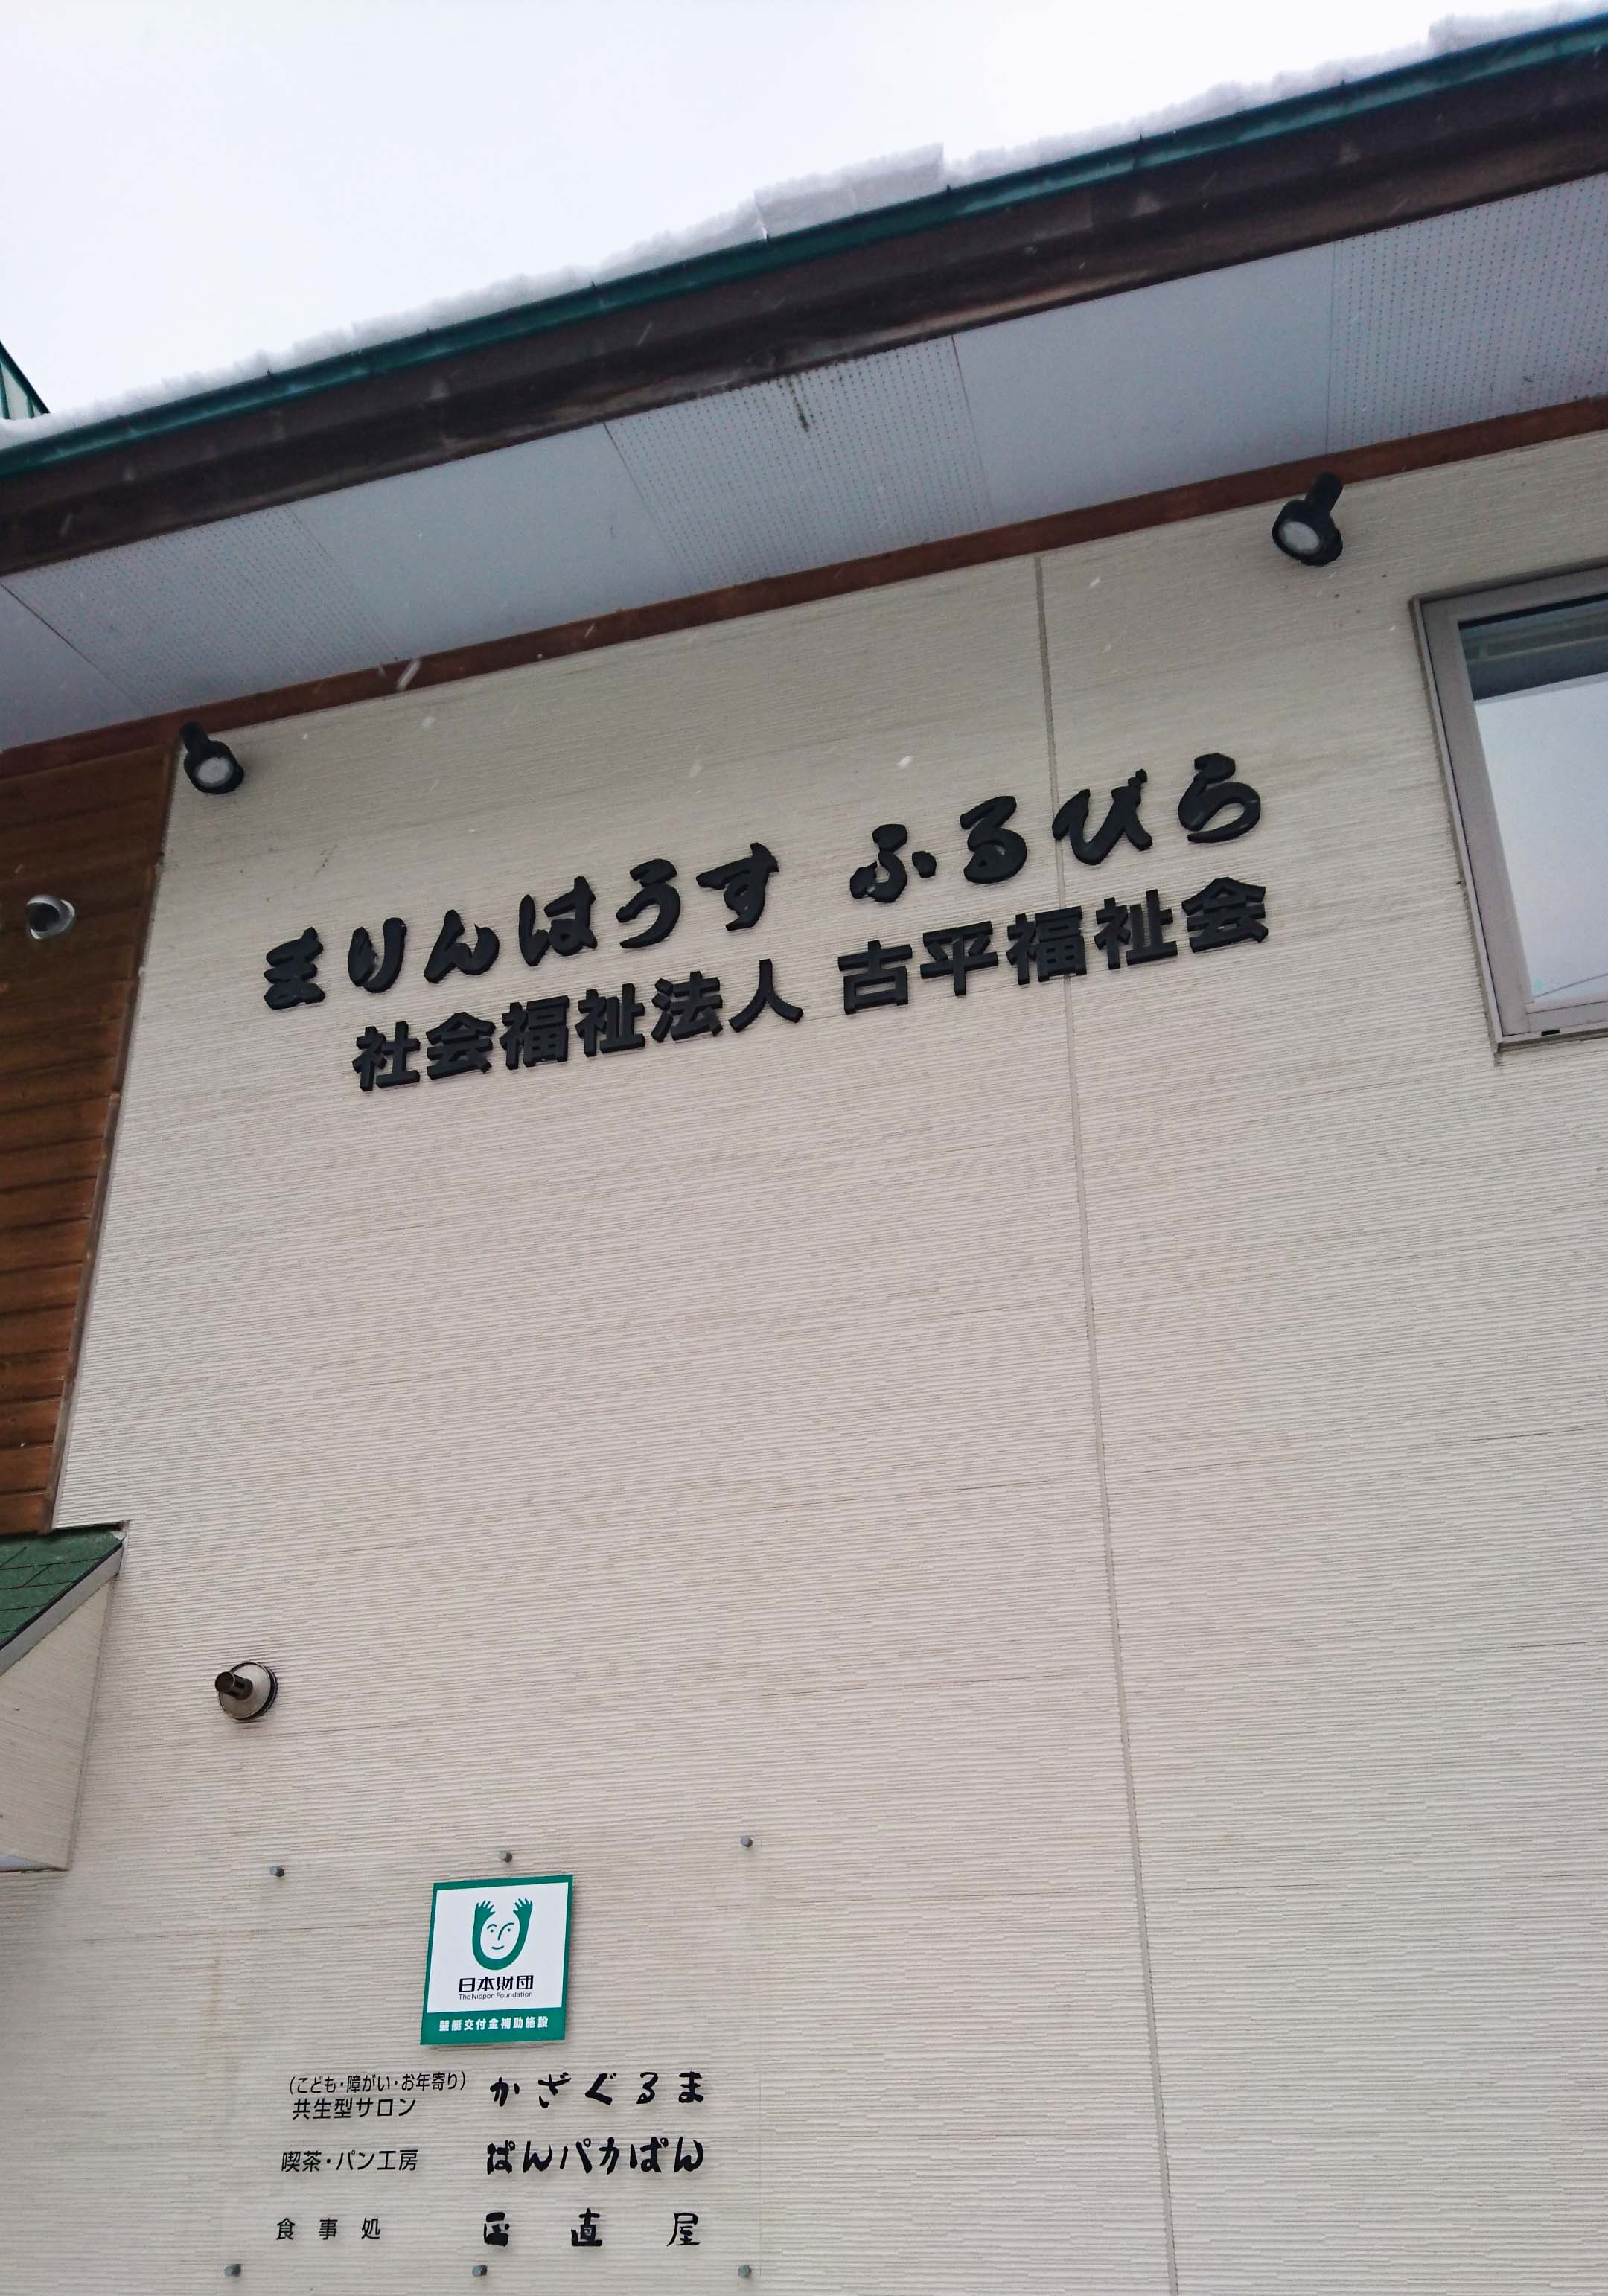 まりんはうす ふるびら
社会福祉法人 古平福祉会
日本財団
The Nippon Foundation
競艇交付金補助施設
(こども・障がい・お年寄り)
共生型サロン かざぐるま
喫茶・パン工房 ぱんパカぱん
食事処 正直屋